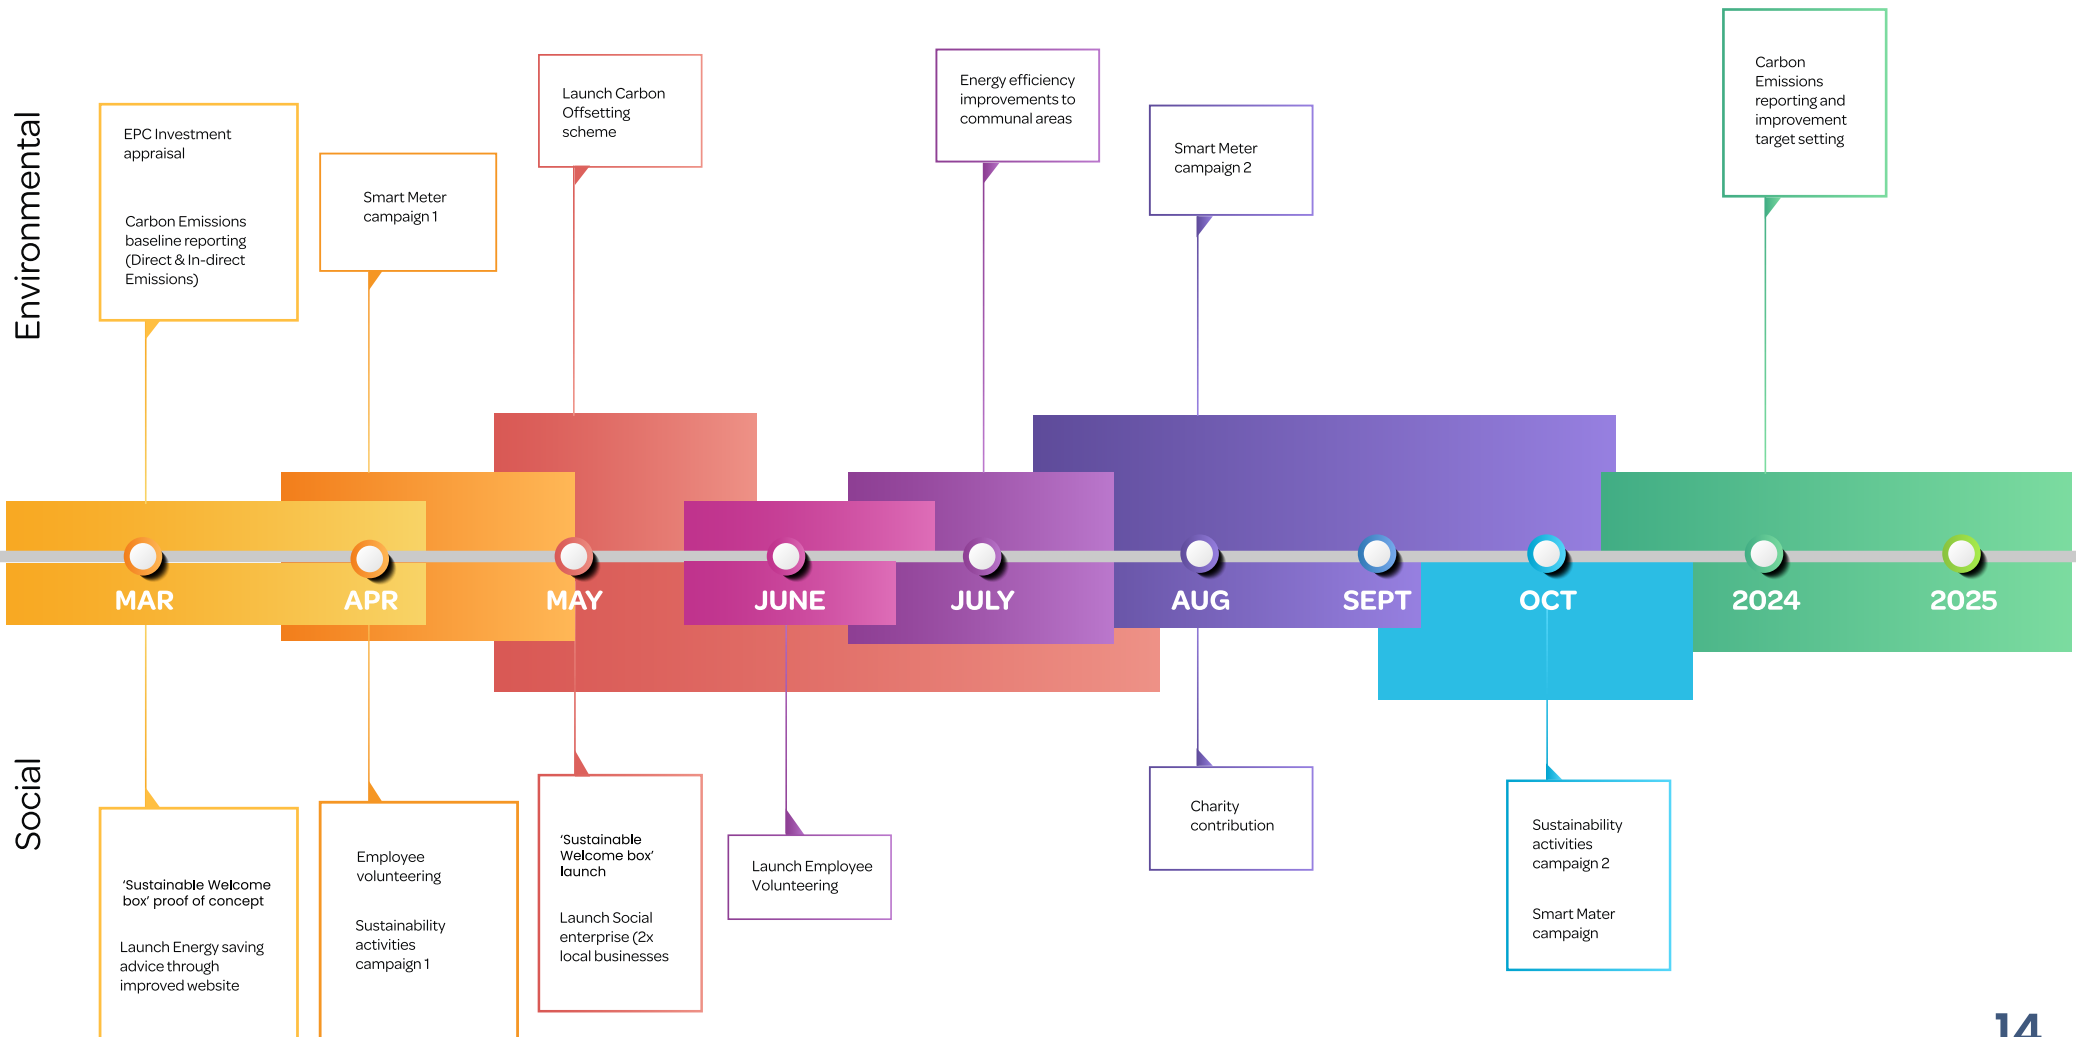 Environmental
EPC Investment
appraisal
Carbon Emissions
baseline reporting
(Direct & In-direct
Emissions)
Smart Meter
campaign 1
Launch Carbon
Offsetting
scheme
Energy efficiency
improvements to
communal areas
Smart Meter
campaign 2
Carbon
Emissions
reporting and
improvement
target setting
MAR
APR
MAY
JUNE
JULY
AUG
SEPT
OCT
2024
2025
Social
'Sustainable Welcome
box' proof of concept
Launch Energy saving
advice through
improved website
Employee
volunteering
Sustainability
activities
campaign 1
'Sustainable
Welcome box'
launch
Launch Social
enterprise (2x
local businesses
Launch Employee
Volunteering
Charity
contribution
Sustainability
activities
campaign 2
Smart Mater
campaign
14